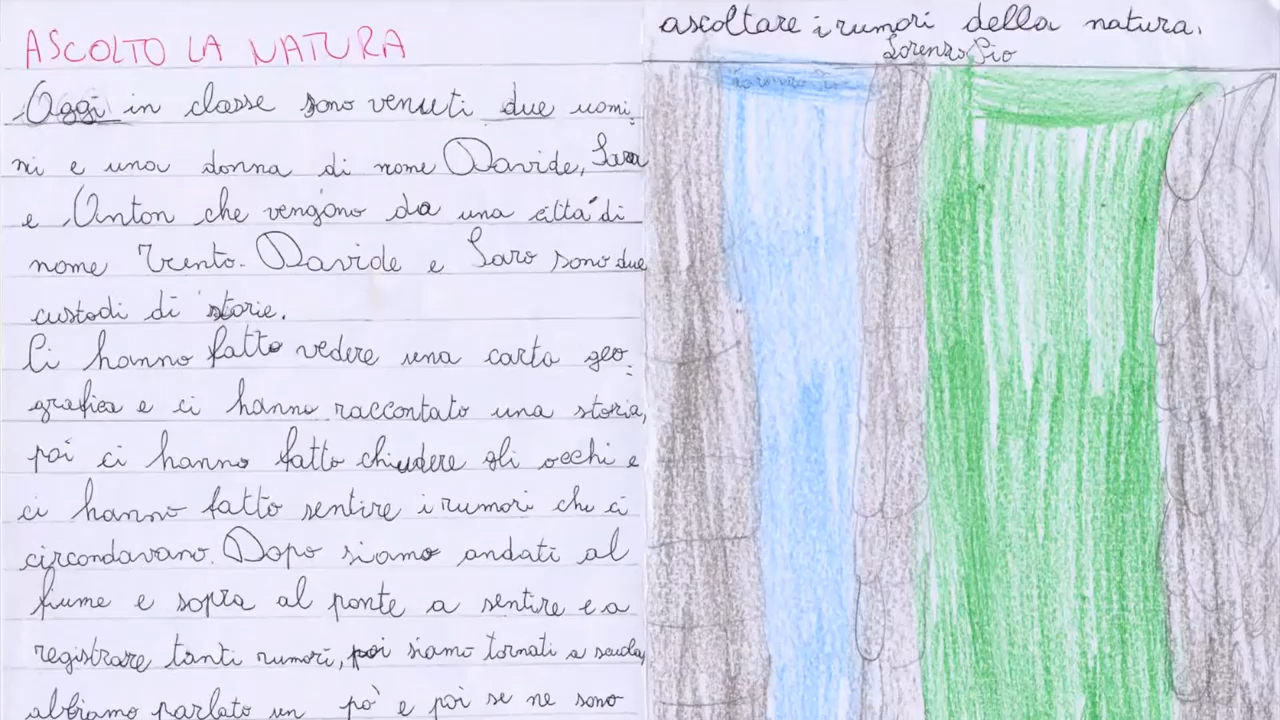 ASCOLTO LA NATURA
Oggi in classe sono venuti due uomi
ni e una donna di nome Davide, Sara
e Anton che vengono da una città di
nome Trento. Davide e Sara sono due
custodi di storie.
Ci hanno fatto vedere una carta geo
grafica e ci hanno raccontato una storia,
poi ci hanno fatto chiudere gli occhi e
ci hanno fatto sentire i rumori che ci
circondavano. Dopo siamo andati al
fiume e sopra al ponte a sentire e a
registrare tanti rumori, poi siamo tornati a scuola,
abbiamo parlato un pò e poi se ne sono
ascoltare i rumori della natura.
Lorenzo Pio